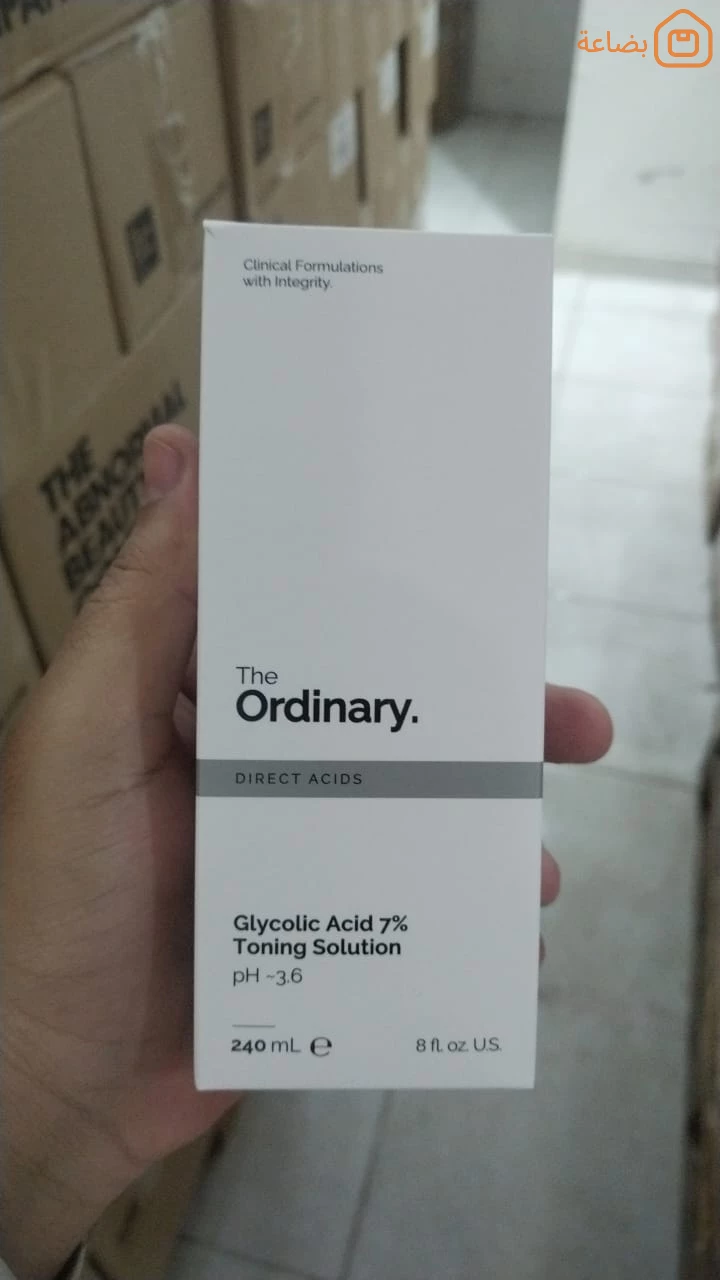 بضاعة
Clinical Formulations
with Integrity.
THE
ABNORMAL
BEAUTY
The
Ordinary.
DIRECT ACIDS
Glycolic Acid 7%
Toning Solution
pH ~3.6
240 mL ℮
8 fl. oz. U.S.